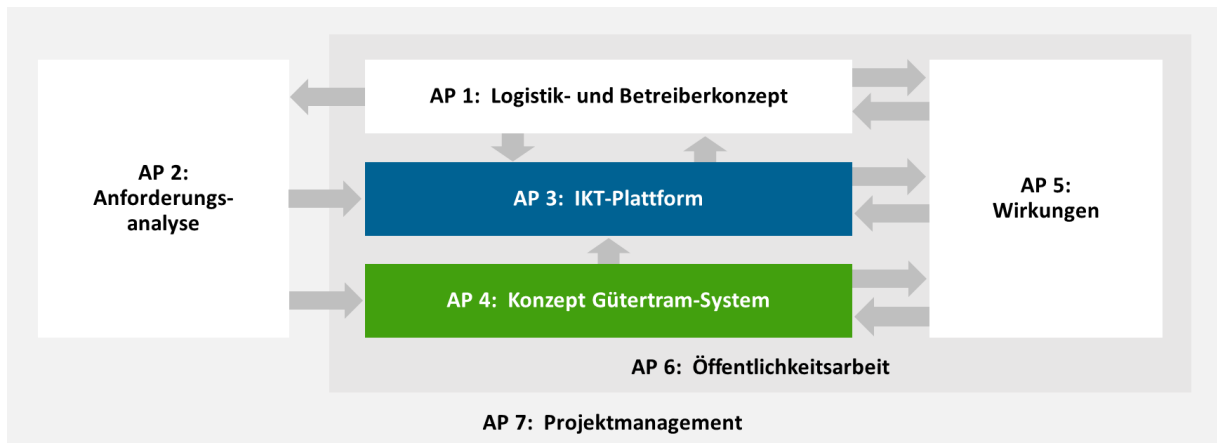 AP 1:  Logistik- und Betreiberkonzept
AP 2:
Anforderungs-
analyse
AP 3:  IKT-Plattform
AP 5:
Wirkungen
AP 4:  Konzept Gütertram-System
AP 6:  Öffentlichkeitsarbeit
AP 7:  Projektmanagement